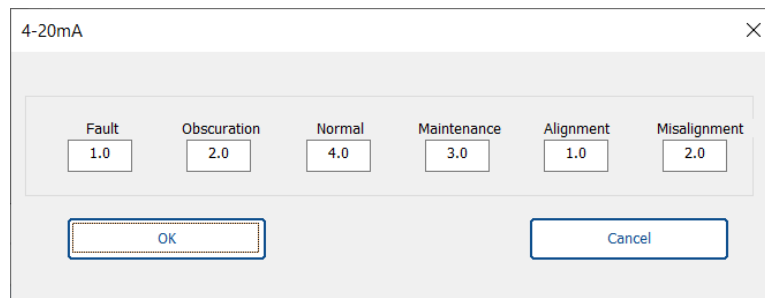 4-20mA
Fault Obscuration Normal Maintenance Alignment Misalignment
1.0 2.0 4.0 3.0 1.0 2.0
OK Cancel